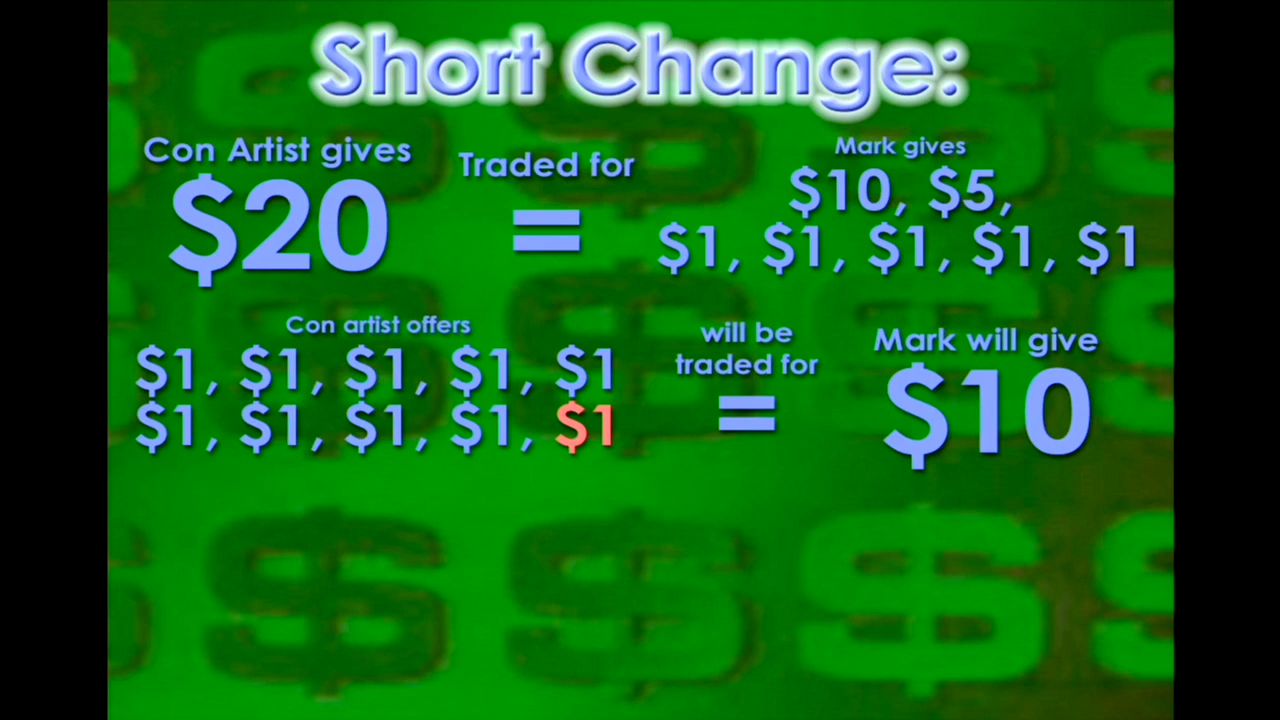 Short Change:
Con Artist gives
$20
Traded for
=
Mark gives
$10, $5,
$1, $1, $1, $1, $1
Con artist offers
$1, $1, $1, $1, $1
$1, $1, $1, $1, $1
will be
traded for
=
Mark will give
$10